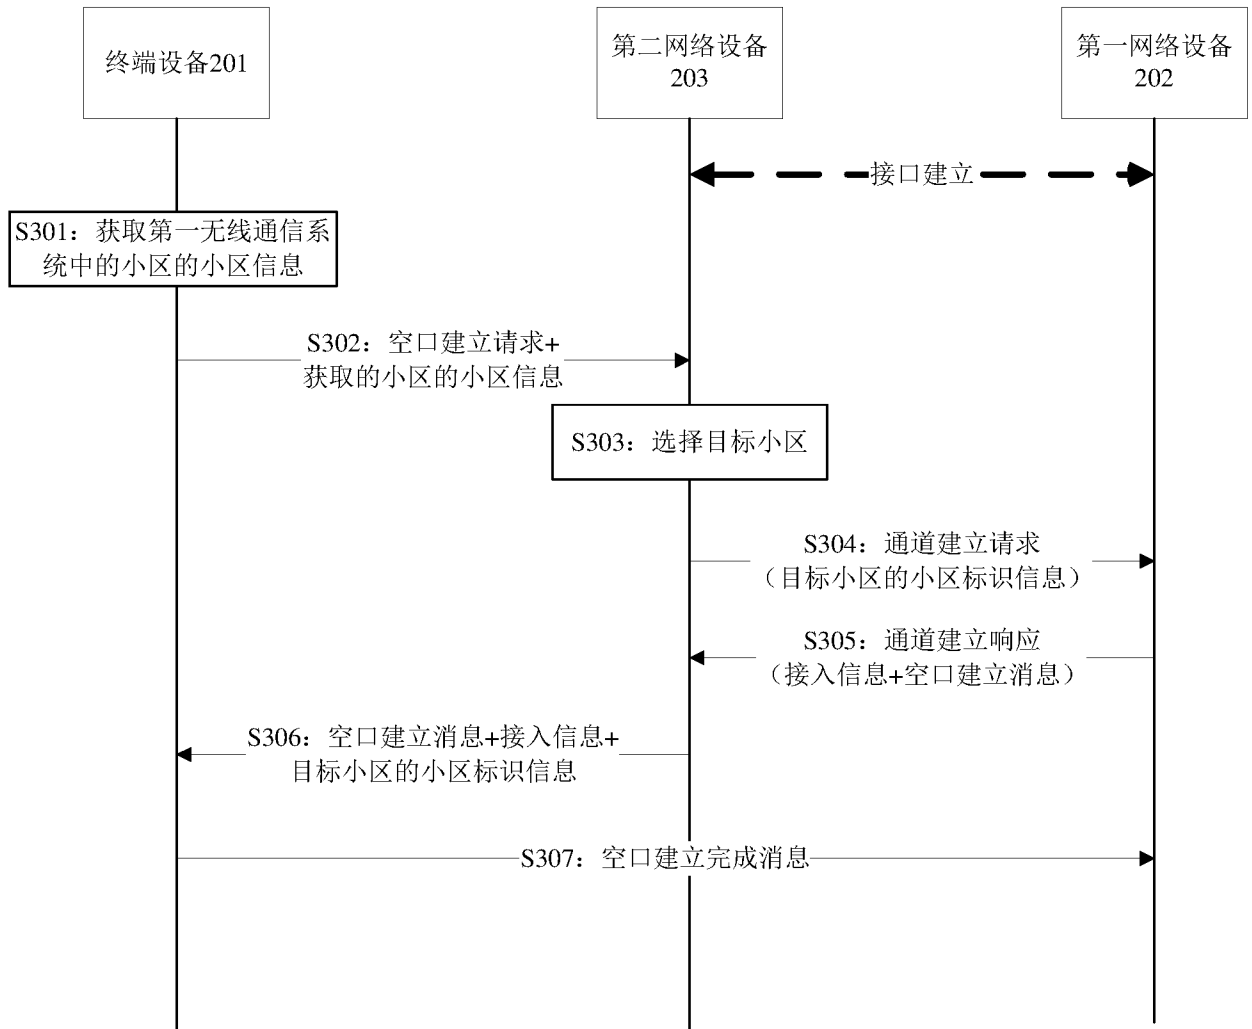 终端设备201
第二网络设备
203
第一网络设备
202
接口建立
S301：获取第一无线通信系
统中的小区的小区信息
S302：空口建立请求+
获取的小区的小区信息
S303：选择目标小区
S304：通道建立请求
（目标小区的小区标识信息）
S305：通道建立响应
（接入信息+空口建立消息）
S306：空口建立消息+接入信息+
目标小区的小区标识信息
S307：空口建立完成消息